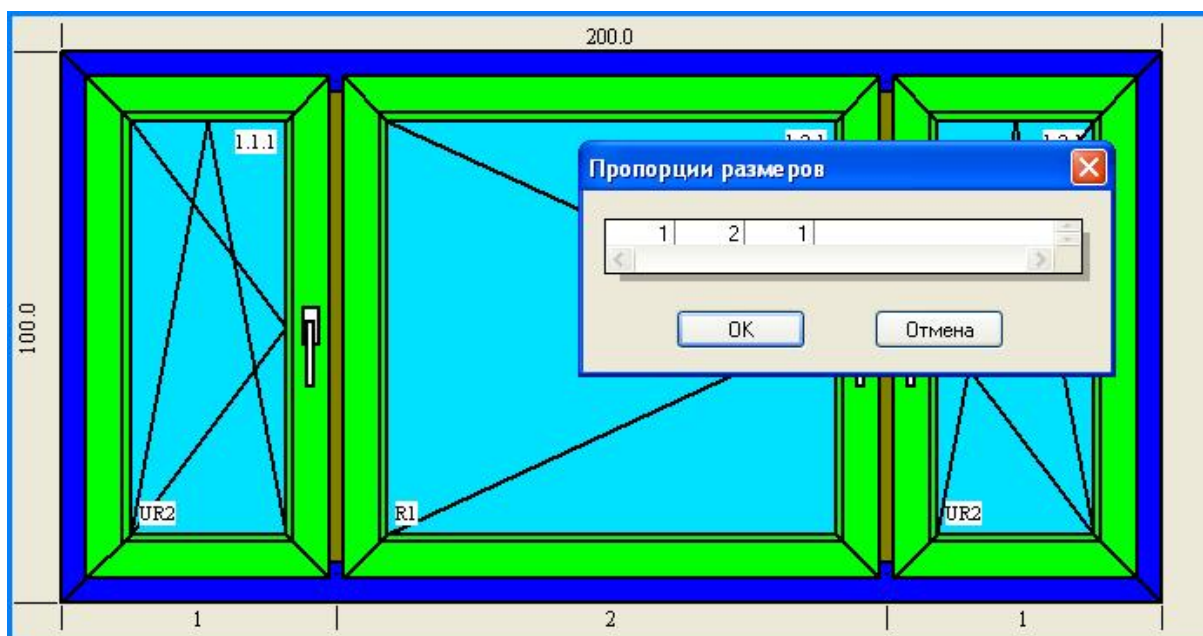 200.0
100.0
1.1.1
Пропорции размеров
1 2 1
OK
Отмена
UR2
R1
UR2
1 2 1